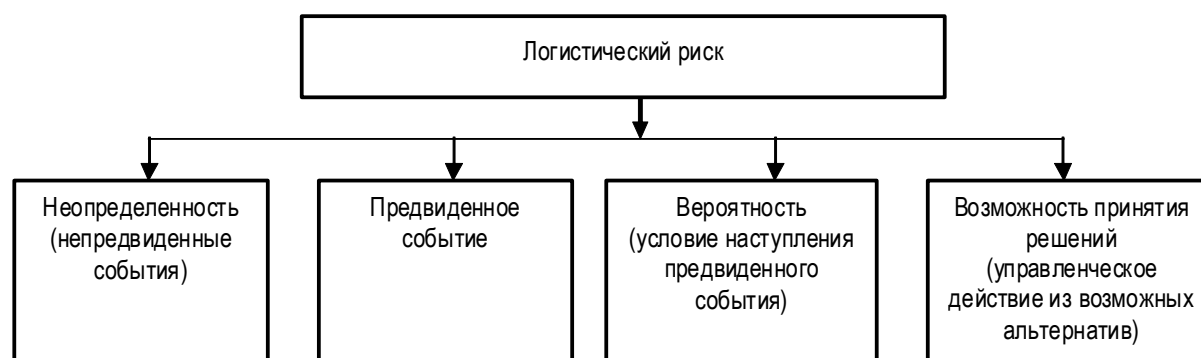 Логистический риск
Неопределенность
(непредвиденные
события)
Предвиденное
событие
Вероятность
(условие наступления
предвиденного
события)
Возможность принятия
решений
(управленческое
действие из возможных
альтернатив)